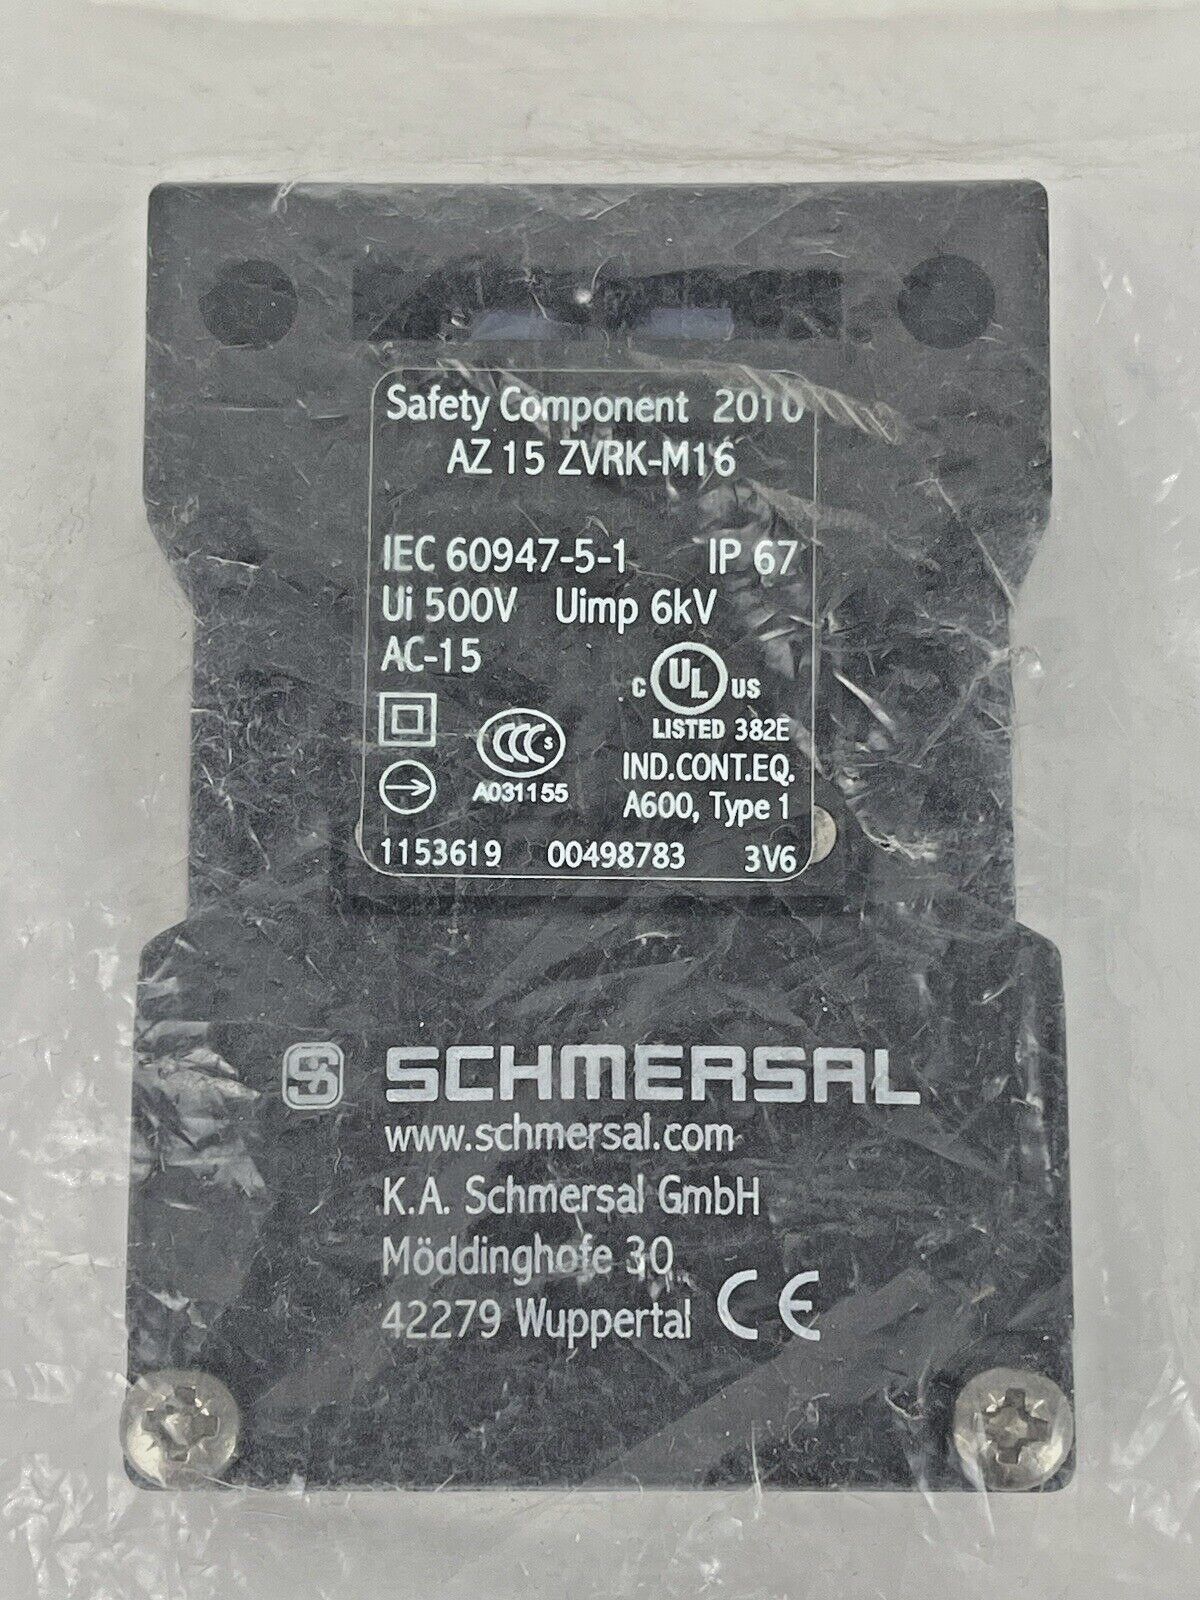 Safety Component 2010
AZ 15 ZVRK-M16
IEC 60947-5-1 IP 67
Ui 500V Uimp 6kV
AC-15
C UL US
LISTED 382E
CCC S
IND.CONT.EQ.
A031155
A600, Type 1
1153619 00498783 3V6
SCHMERSAL
www.schmersal.com
K.A. Schmersal GmbH
Möddinghofe 30
42279 Wuppertal CE